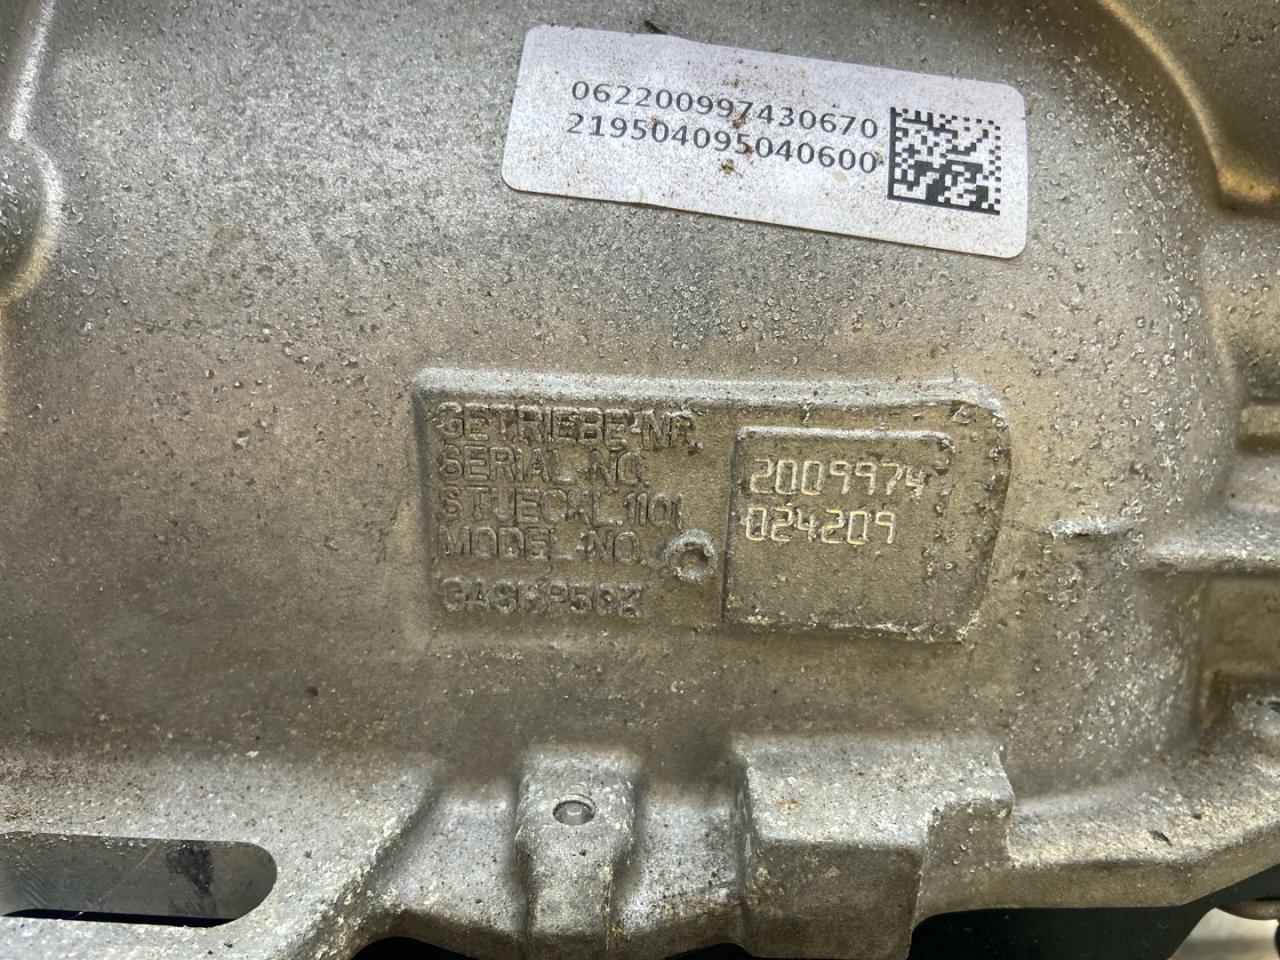 062200997430670
219504095040600
GETRIEBE-NR.
SERIAL-NO.
STUECKL.1101
MODEL-NO.
2009974
024209